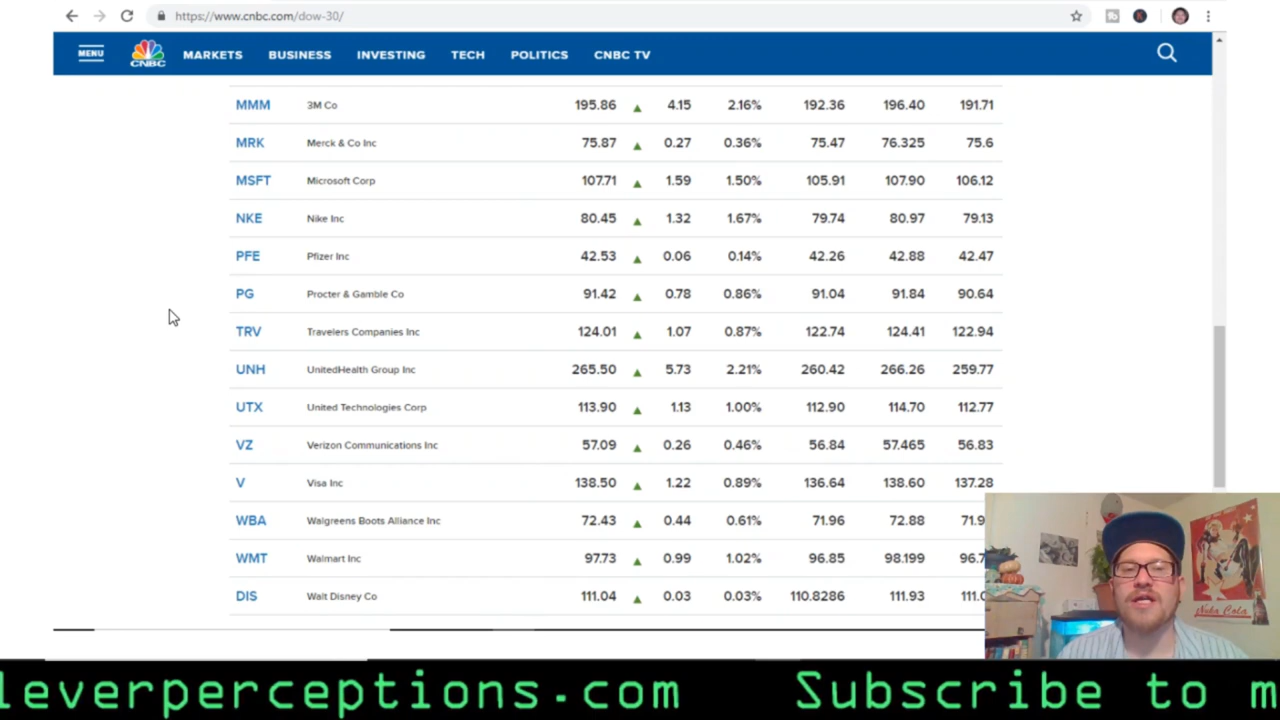 https://www.cnbc.com/dow-30/
MENU CNBC MARKETS BUSINESS INVESTING TECH POLITICS CNBC TV
MMM 3M Co 195.86 4.15 2.16% 192.36 196.40 191.71
MRK Merck & Co Inc 75.87 0.27 0.36% 75.47 76.325 75.6
MSFT Microsoft Corp 107.71 1.59 1.50% 105.91 107.90 106.12
NKE Nike Inc 80.45 1.32 1.67% 79.74 80.97 79.13
PFE Pfizer Inc 42.53 0.06 0.14% 42.26 42.88 42.47
PG Procter & Gamble Co 91.42 0.78 0.86% 91.04 91.84 90.64
TRV Travelers Companies Inc 124.01 1.07 0.87% 122.74 124.41 122.94
UNH UnitedHealth Group Inc 265.50 5.73 2.21% 260.42 266.26 259.77
UTX United Technologies Corp 113.90 1.13 1.00% 112.90 114.70 112.77
VZ Verizon Communications Inc 57.09 0.26 0.46% 56.84 57.465 56.83
V Visa Inc 138.50 1.22 0.89% 136.64 138.60 137.28
WBA Walgreens Boots Alliance Inc 72.43 0.44 0.61% 71.96 72.88 71.9
WMT Walmart Inc 97.73 0.99 1.02% 96.85 98.199 96.7
DIS Walt Disney Co 111.04 0.03 0.03% 110.8286 111.93 111.0
Nuka Cola
leverperceptions.com Subscribe to m